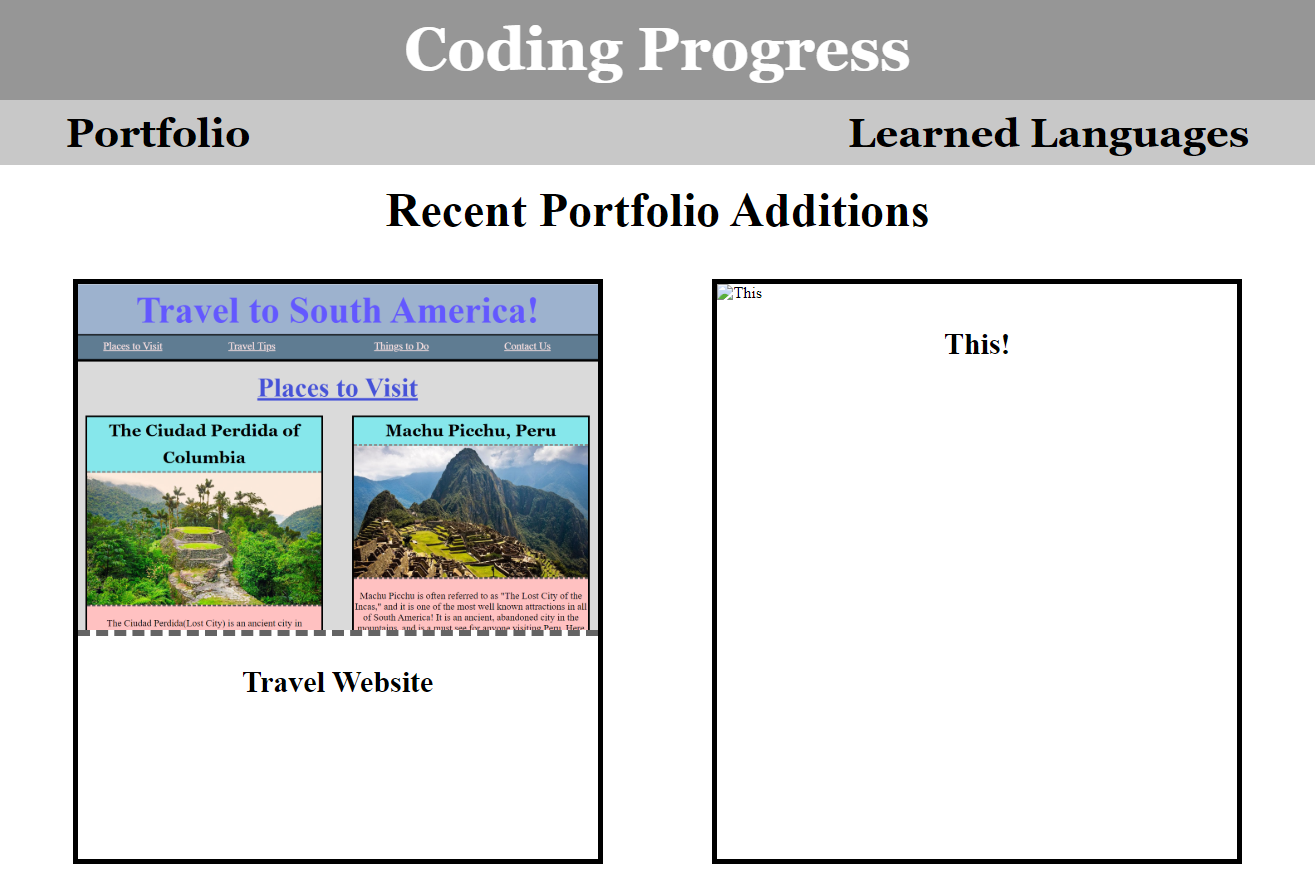 Coding Progress
Portfolio
Learned Languages
Recent Portfolio Additions
Travel to South America!
Places to Visit
Travel Tips
Things to Do
Contact Us
Places to Visit
The Ciudad Perdida of
Columbia
The Ciudad Perdida(Lost City) is an ancient city in
Machu Picchu, Peru
Machu Picchu is often referred to as "The Lost City of the
Incas," and it is one of the most well known attractions in all
of South America! It is an ancient, abandoned city in the
mountains, and is a must see for anyone visiting Peru. Here
Travel Website
This
This!